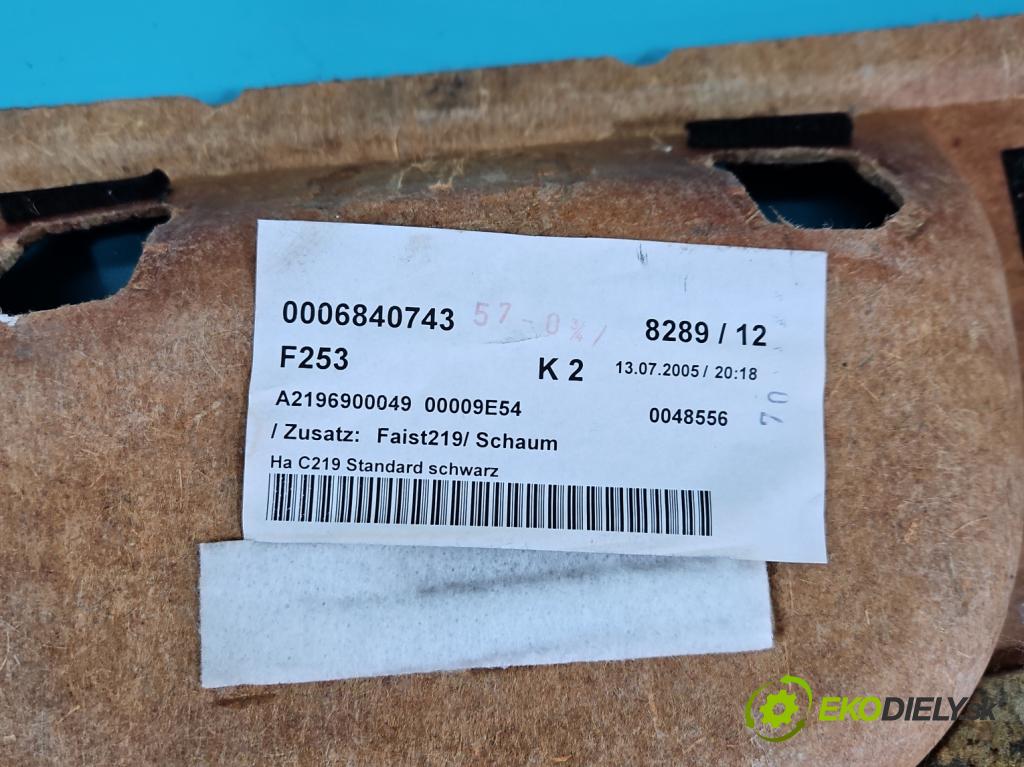 0006840743 57 8289 / 12
F253 K 2 13.07.2005 / 20:18
A2196900049 00009E54 0048556
/ Zusatz: Faist219/ Schaum
Ha C219 Standard schwarz
70
EKODIELY.sk